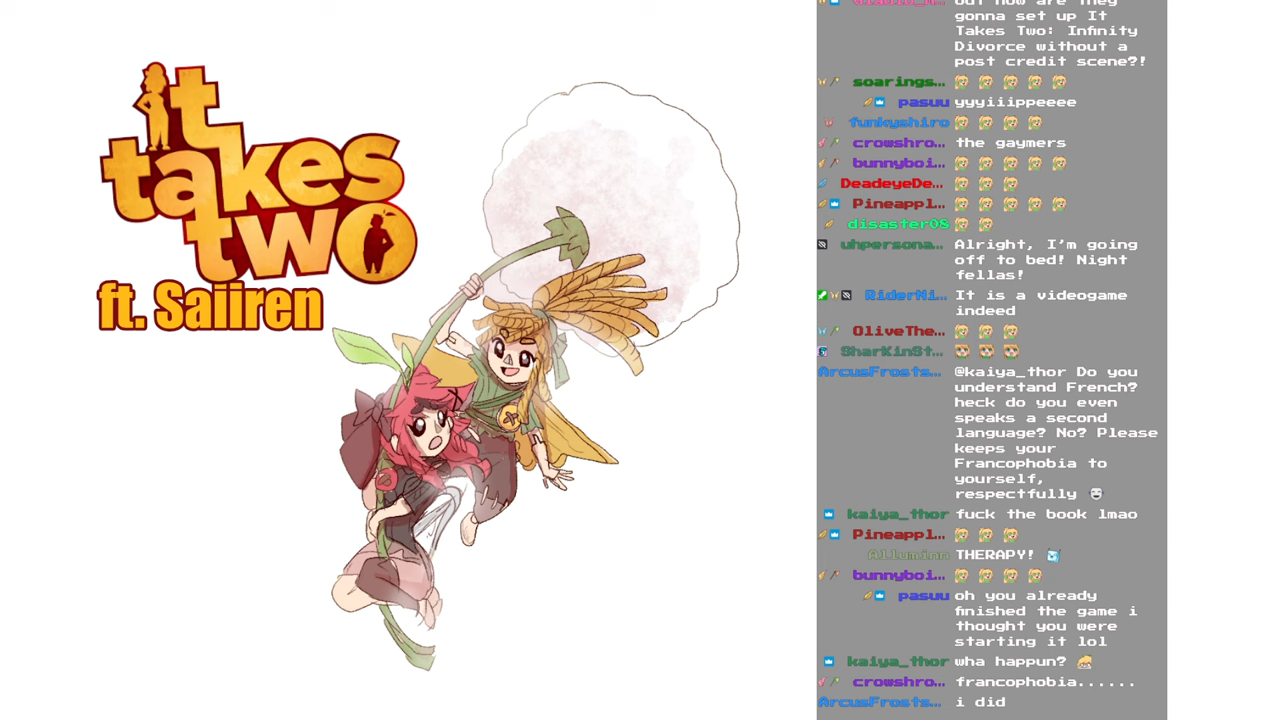 it
takes
two
ft. Saiiren
but how are they
gonna set up It
Takes Two: Infinity
Divorce without a
post credit scene?!
soarings...
pasuu yyyiiippeeee
funkyshiro
crowshro... the gaymers
bunnyboi...
DeadeyeDe...
Pineappl...
disaster08
uhpersona... Alright, I'm going
off to bed! Night
fellas!
RiderNi... It is a videogame
indeed
OliveThe...
SharKinSt...
ArcusFrosts... @kaiya_thor Do you
understand French?
heck do you even
speaks a second
language? No? Please
keeps your
Francophobia to
yourself,
respectfully
kaiya_thor fuck the book lmao
Pineappl...
Alluminn THERAPY!
bunnyboi...
pasuu oh you already
finished the game i
thought you were
starting it lol
kaiya_thor wha happun?
crowshro... francophobia......
ArcusFrosts... i did